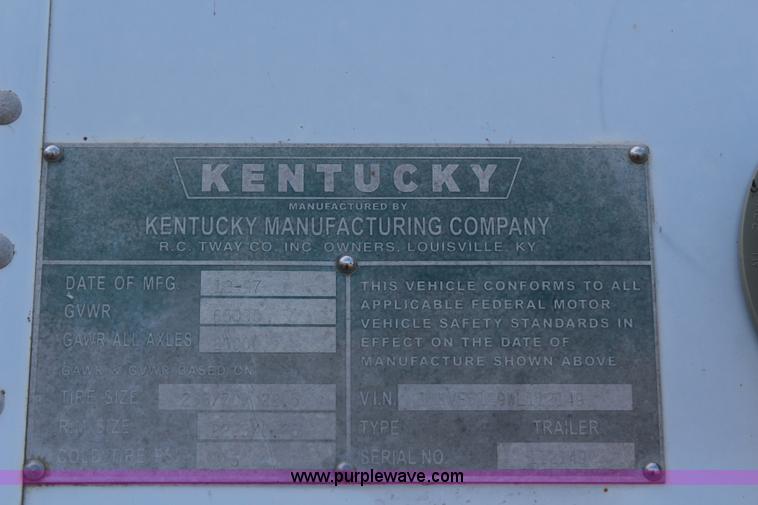 KENTUCKY
MANUFACTURED BY
KENTUCKY MANUFACTURING COMPANY
R.C. TWAY CO. INC. OWNERS. LOUISVILLE. KY
DATE OF MFG.
GVWR
GAWR ALL AXLES
GAWR & GVWR BASED ON
TIRE SIZE
SIZE
COLD TIRE
THIS VEHICLE CONFORMS TO ALL
APPLICABLE FEDERAL MOTOR
VEHICLE SAFETY STANDARDS IN
EFFECT ON THE DATE OF
MANUFACTURE SHOWN ABOVE
V.I.N.
TYPE TRAILER
SERIAL NO.
www.purplewave.com